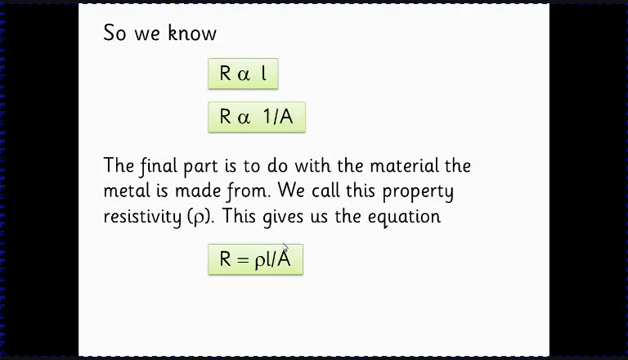 So we know
R α l
R α 1/A
The final part is to do with the material the
metal is made from. We call this property
resistivity (ρ). This gives us the equation
R = ρl/A